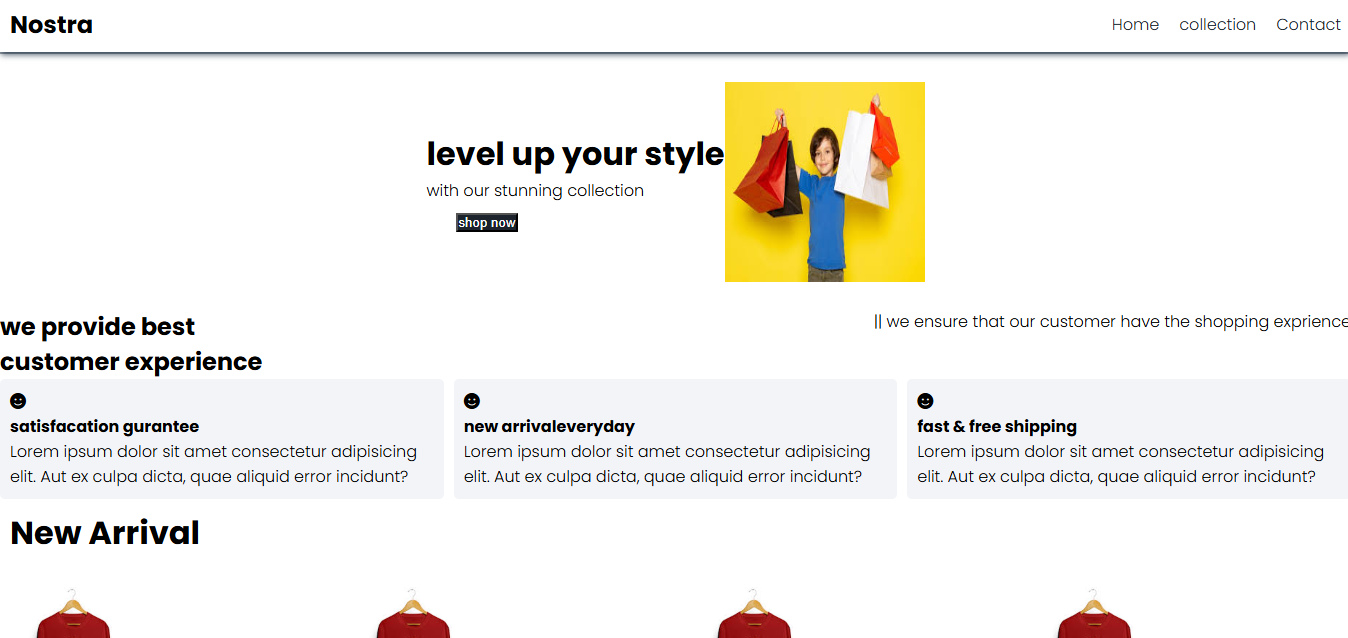 Nostra
Home collection Contact
level up your style
with our stunning collection
shop now
we provide best
customer experience
|| we ensure that our customer have the shopping exprience
satisfacation gurantee
Lorem ipsum dolor sit amet consectetur adipisicing
elit. Aut ex culpa dicta, quae aliquid error incidunt?
new arrivaleveryday
Lorem ipsum dolor sit amet consectetur adipisicing
elit. Aut ex culpa dicta, quae aliquid error incidunt?
fast & free shipping
Lorem ipsum dolor sit amet consectetur adipisicing
elit. Aut ex culpa dicta, quae aliquid error incidunt?
New Arrival